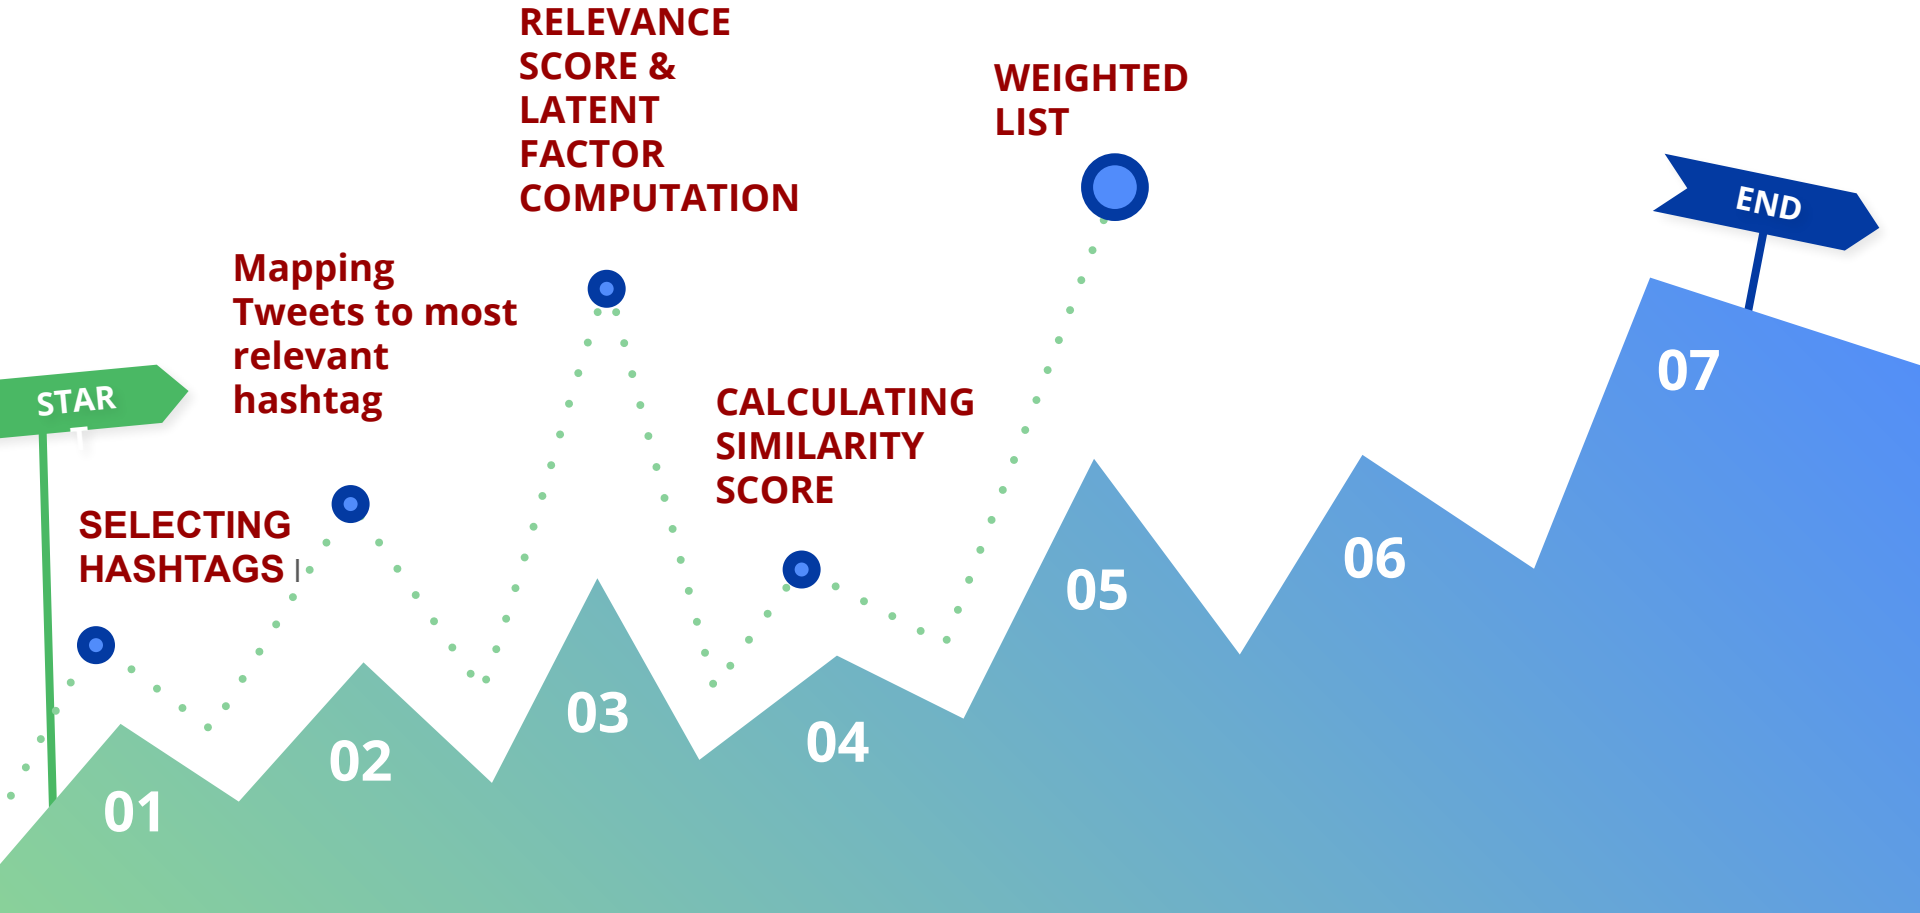 STAR
T
SELECTING
HASHTAGS
Mapping
Tweets to most
relevant
hashtag
RELEVANCE
SCORE &
LATENT
FACTOR
COMPUTATION
CALCULATING
SIMILARITY
SCORE
WEIGHTED
LIST
END
01
02
03
04
05
06
07